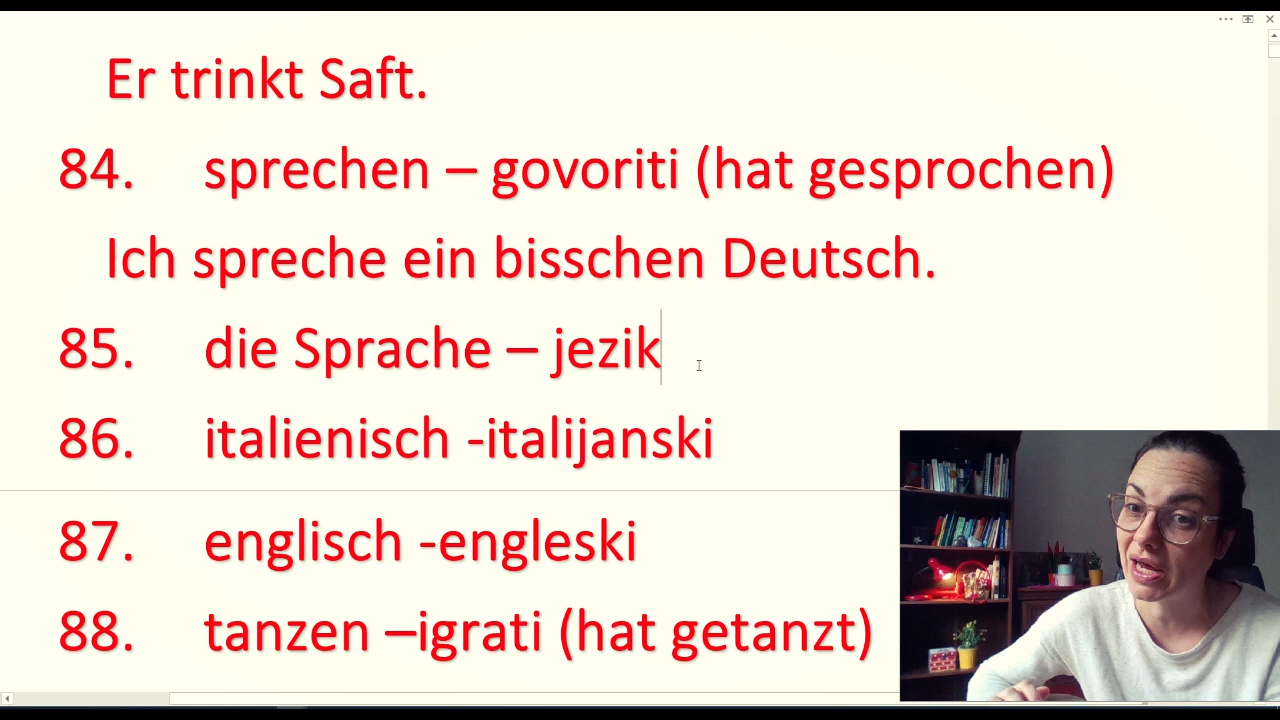 Er trinkt Saft.
84. sprechen – govoriti (hat gesprochen)
Ich spreche ein bisschen Deutsch.
85. die Sprache – jezik
86. italienisch -italijanski
87. englisch -engleski
88. tanzen –igrati (hat getanzt)